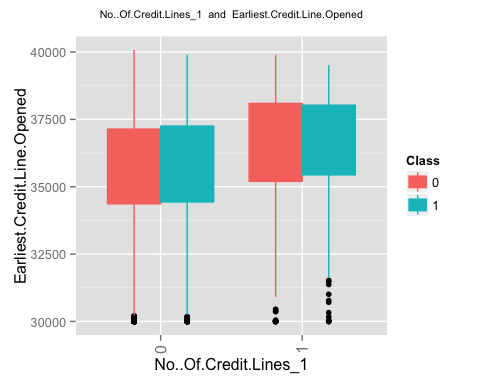 No..Of.Credit.Lines_1 and Earliest.Credit.Line.Opened
Earliest.Credit.Line.Opened
40000
37500
35000
32500
30000
0
1
No..Of.Credit.Lines_1
Class
0
1